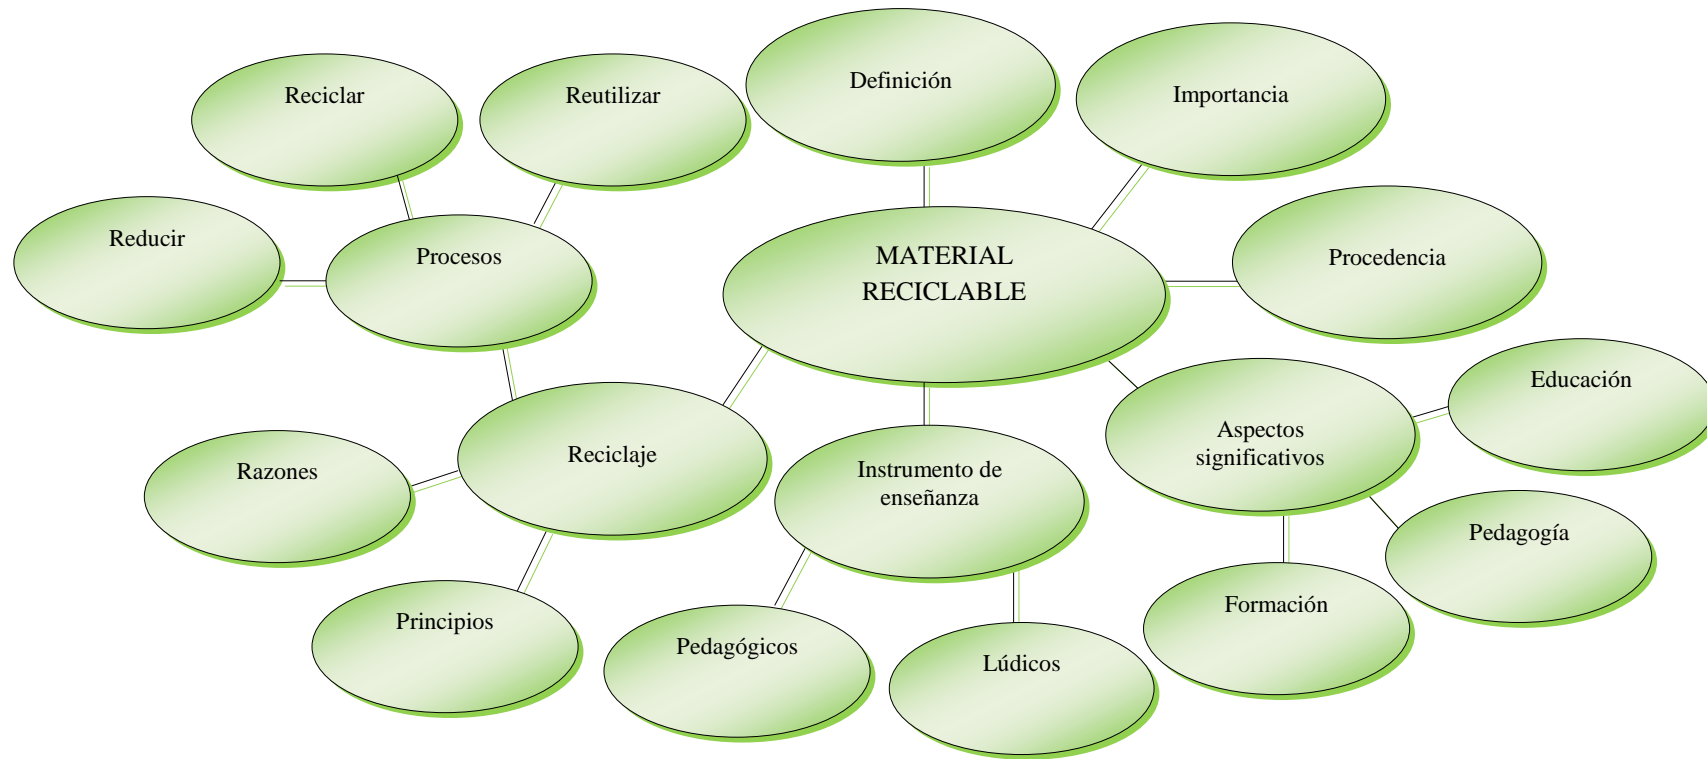 Reciclar
Reutilizar
Definición
Importancia
Reducir
Procesos
MATERIAL
RECICLABLE
Procedencia
Educación
Aspectos
significativos
Reciclaje
Razones
Instrumento de
enseñanza
Pedagogía
Formación
Principios
Pedagógicos
Lúdicos